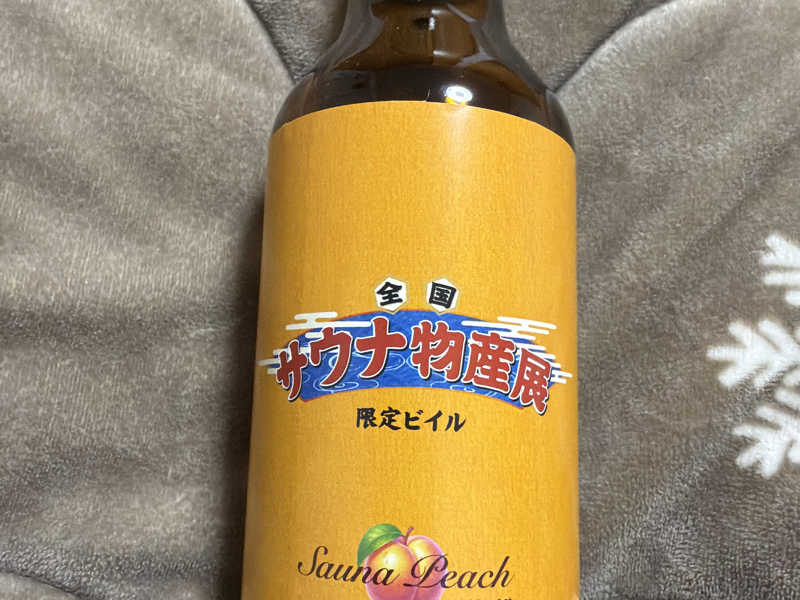 全国
サウナ物産展
限定ビイル
Sauna Peach